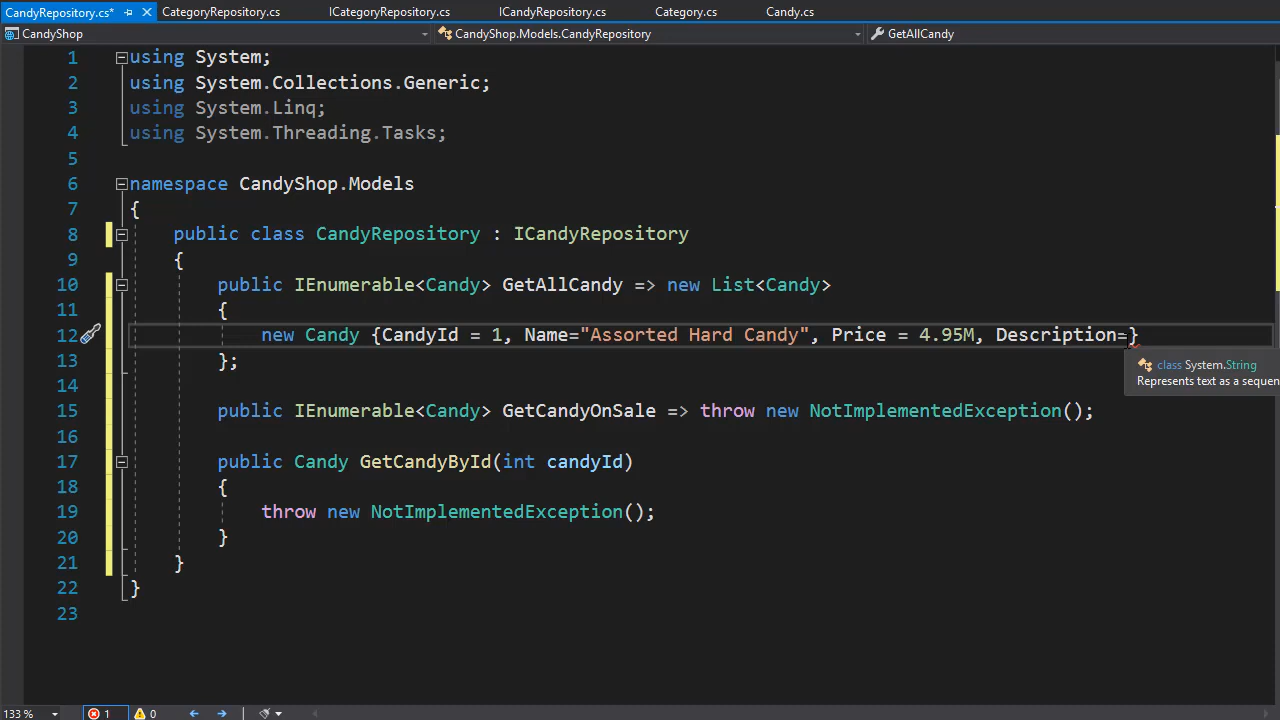 CandyRepository.cs* CategoryRepository.cs ICategoryRepository.cs ICandyRepository.cs Category.cs Candy.cs
CandyShop CandyShop.Models.CandyRepository GetAllCandy
1 using System;
2 using System.Collections.Generic;
3 using System.Linq;
4 using System.Threading.Tasks;
5
6 namespace CandyShop.Models
7 {
8 public class CandyRepository : ICandyRepository
9 {
10 public IEnumerable<Candy> GetAllCandy => new List<Candy>
11 {
12 new Candy {CandyId = 1, Name="Assorted Hard Candy", Price = 4.95M, Description=}
13 };
class System.String
Represents text as a sequen
14
15 public IEnumerable<Candy> GetCandyOnSale => throw new NotImplementedException();
16
17 public Candy GetCandyById(int candyId)
18 {
19 throw new NotImplementedException();
20 }
21 }
22 }
23
133 % 1 0